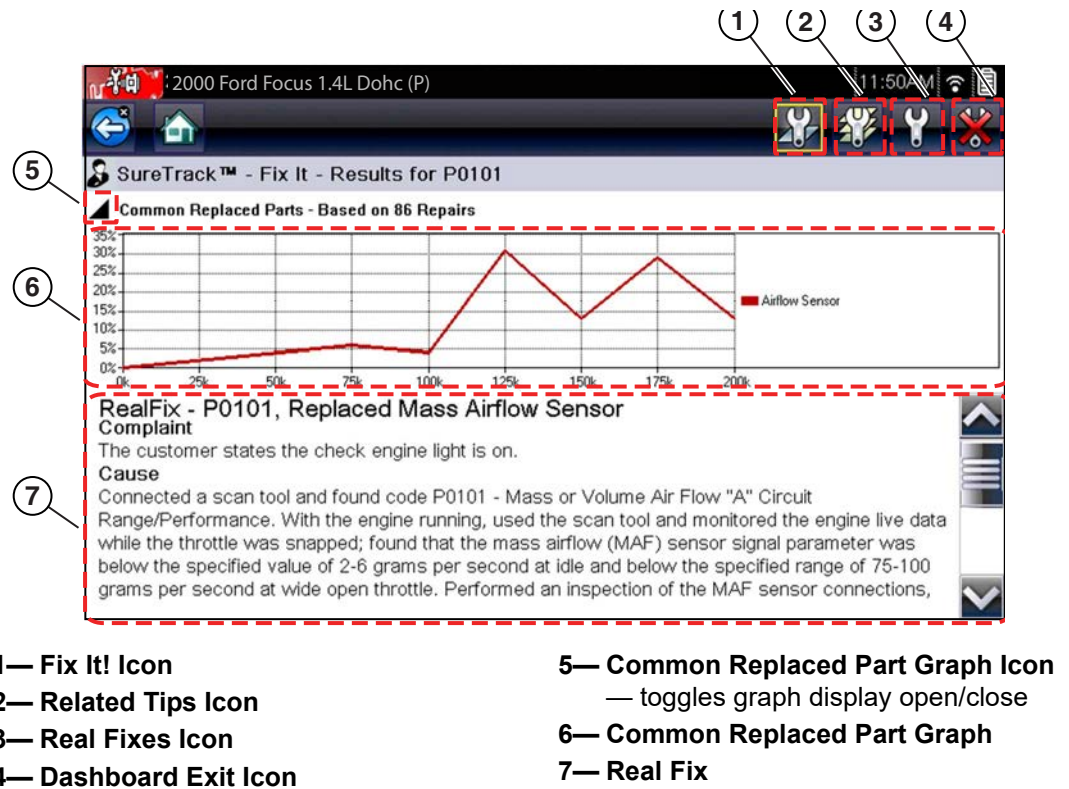 1 2 3 4
2000 Ford Focus 1.4L Dohc (P) 11:50AM
SureTrack™ - Fix It - Results for P0101
5
Common Replaced Parts - Based on 86 Repairs
35%
30%
25%
6
20%
15%
10%
5%
0%
Airflow Sensor
0k 25k 50k 75k 100k 125k 150k 175k 200k
RealFix - P0101, Replaced Mass Airflow Sensor
Complaint
The customer states the check engine light is on.
Cause
7
Connected a scan tool and found code P0101 - Mass or Volume Air Flow "A" Circuit
Range/Performance. With the engine running, used the scan tool and monitored the engine live data
while the throttle was snapped; found that the mass airflow (MAF) sensor signal parameter was
below the specified value of 2-6 grams per second at idle and below the specified range of 75-100
grams per second at wide open throttle. Performed an inspection of the MAF sensor connections,
1— Fix It! Icon
2— Related Tips Icon
3— Real Fixes Icon
4— Dashboard Exit Icon
5— Common Replaced Part Graph Icon
— toggles graph display open/close
6— Common Replaced Part Graph
7— Real Fix